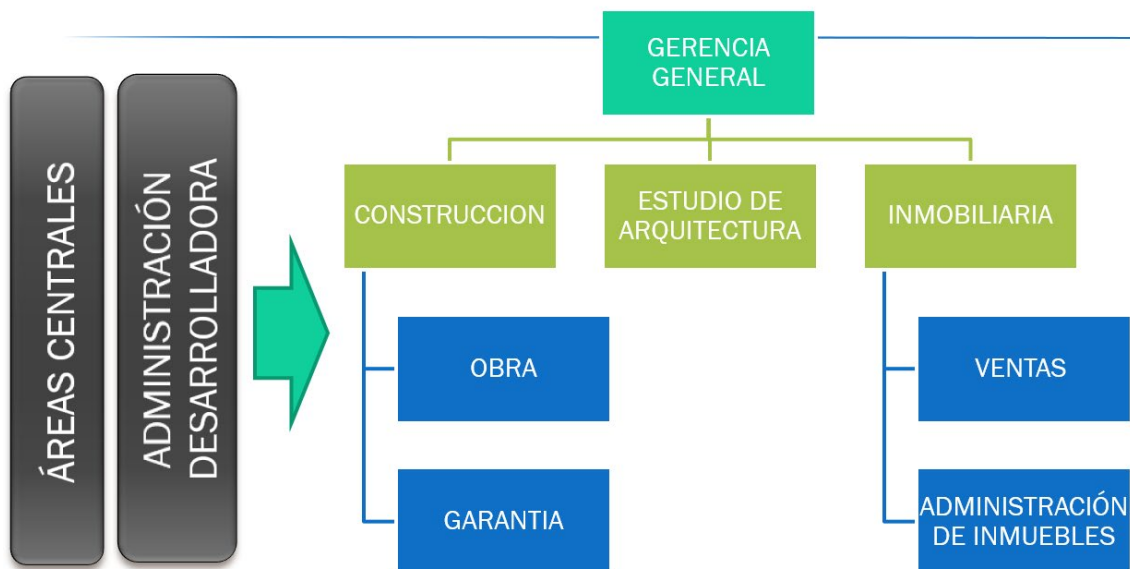 GERENCIA
GENERAL
ÁREAS CENTRALES
ADMINISTRACIÓN
DESARROLLADORA
CONSTRUCCION
ESTUDIO DE
ARQUITECTURA
INMOBILIARIA
OBRA
VENTAS
GARANTIA
ADMINISTRACIÓN
DE INMUEBLES